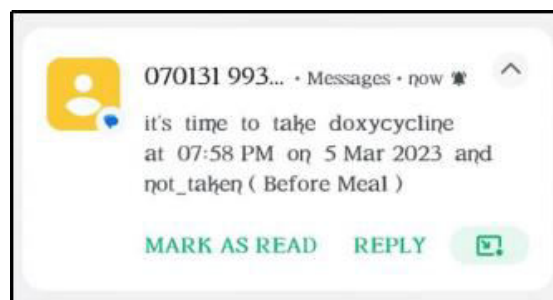 070131 993... • Messages • now
it's time to take doxycycline
at 07:58 PM on 5 Mar 2023 and
not_taken ( Before Meal )
MARK AS READ REPLY